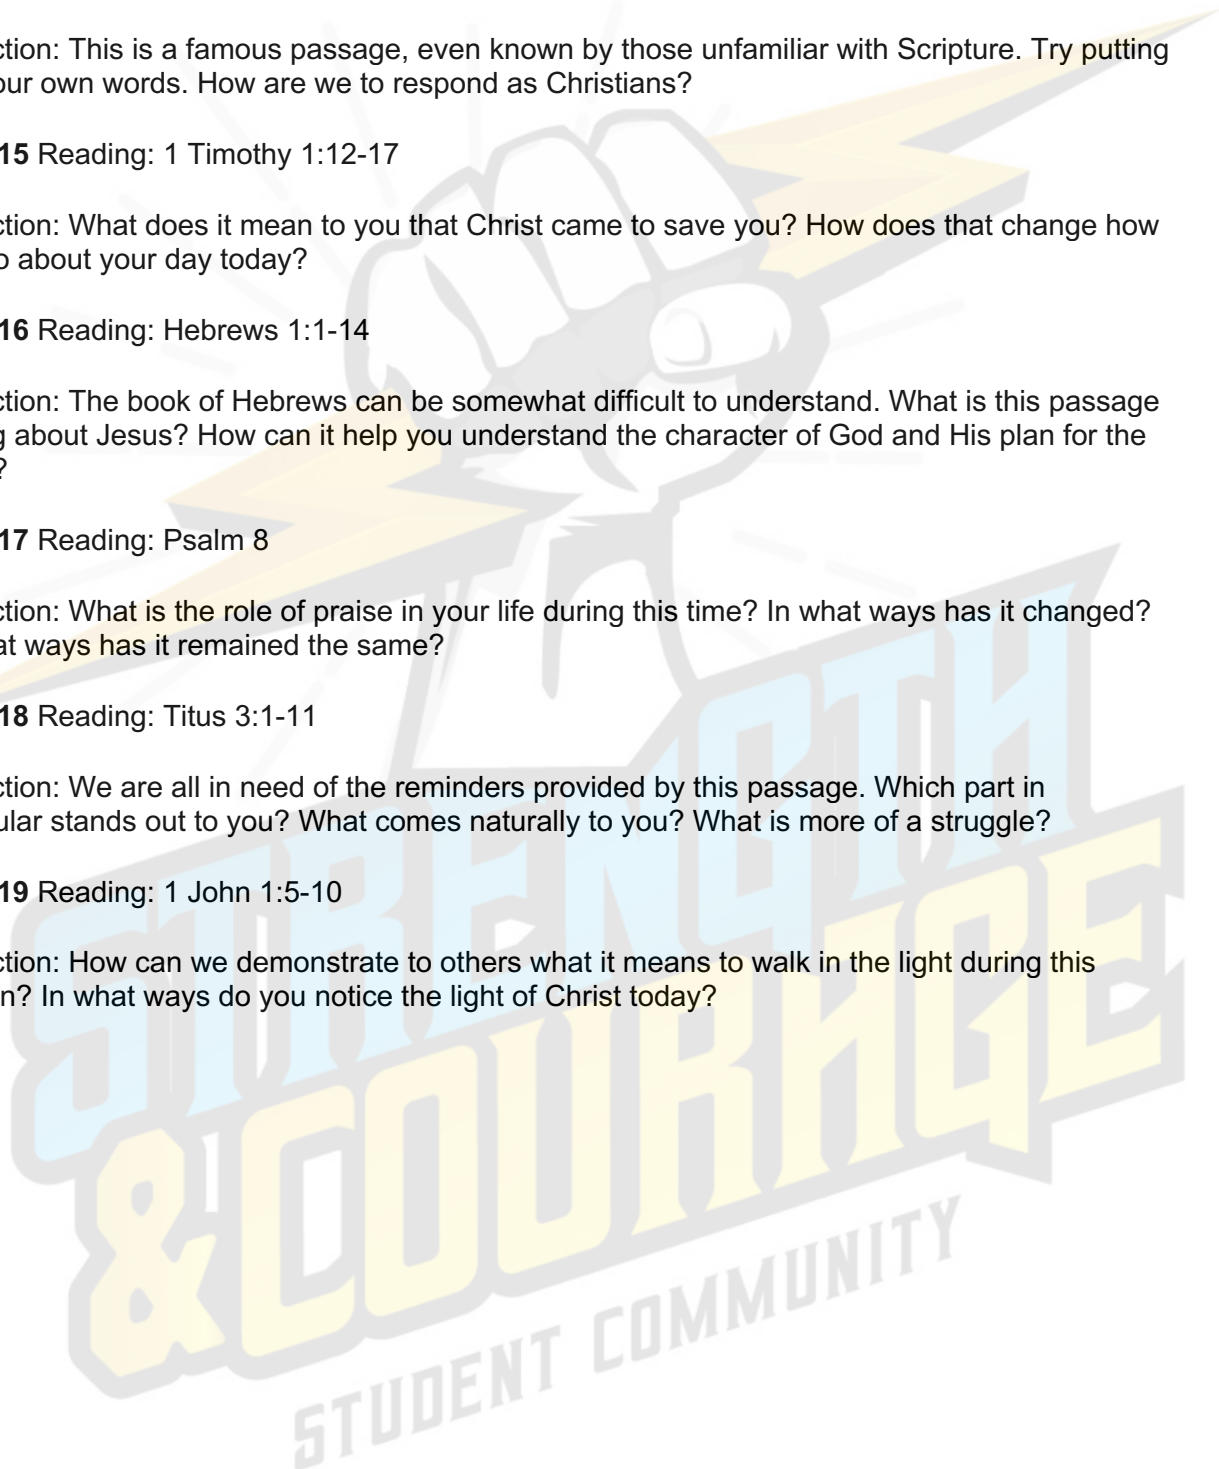 ction: This is a famous passage, even known by those unfamiliar with Scripture. Try putting
our own words. How are we to respond as Christians?
15 Reading: 1 Timothy 1:12-17
ction: What does it mean to you that Christ came to save you? How does that change how
o about your day today?
16 Reading: Hebrews 1:1-14
ction: The book of Hebrews can be somewhat difficult to understand. What is this passage
g about Jesus? How can it help you understand the character of God and His plan for the
?
17 Reading: Psalm 8
ction: What is the role of praise in your life during this time? In what ways has it changed?
at ways has it remained the same?
18 Reading: Titus 3:1-11
ction: We are all in need of the reminders provided by this passage. Which part in
ular stands out to you? What comes naturally to you? What is more of a struggle?
19 Reading: 1 John 1:5-10
ction: How can we demonstrate to others what it means to walk in the light during this
n? In what ways do you notice the light of Christ today?
STRENGTH
&COURAGE
STUDENT COMMUNITY